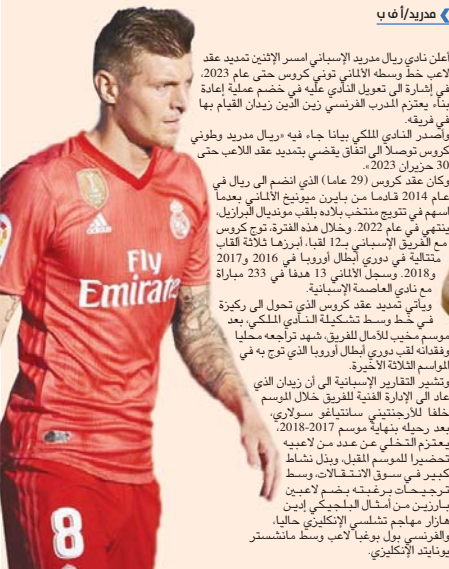 مدريد/أ ف ب
أعلن نادي ريال مدريد الإسباني امسر الإثنين تمديد عقد
لاعب خط وسطه الألماني توني كروس حتى عام 2023،
في إشارة الى تعويل النادي عليه في خضم عملية إعادة
بناء يعتزم المدرب الفرنسي زين الدين زيدان القيام بها
في فريقه.
وأصدر النادي الملكي بيانا جاء فيه «ريال مدريد وطوني
كروس توصلا الى اتفاق يقضي بتمديد عقد اللاعب حتى
30 حزيران 2023».
وكان عقد كروس (29 عاما) الذي انضم الى ريال في
عام 2014 قادما من بايرن ميونيخ الألماني بعدما
اسهم في تتويج منتخب بلاده بلقب مونديال البرازيل،
ينتهي في عام 2022. وخلال هذه الفترة، توج كروس
مع الفريق الإسباني بـ12 لقبا، أبرزها ثلاثة ألقاب
متتالية في دوري أبطال أوروبا في 2016 و2017
و2018. وسجل الألماني 13 هدفا في 233 مباراة
مع نادي العاصمة الإسبانية.
ويأتي تمديد عقد كروس الذي تحول الى ركيزة
في خط وسط تشكيلة النادي الملكي، بعد
موسم مخيب للآمال للفريق، شهد تراجعه محليا
وفقدانه لقب دوري أبطال أوروبا الذي توج به في
المواسم الثلاثة الأخيرة.
وتشير التقارير الإسبانية الى أن زيدان الذي
عاد الى الإدارة الفنية للفريق خلال الموسم
خلفا للأرجنتيني سانتياغو سولاري،
بعد رحيله بنهاية موسم 2017-2018،
يعتزم التخلي عن عدد من لاعبيه
تحضيرا للموسم المقبل، وبذل نشاط
كبير في سوق الانتقالات، وسط
ترجيحات برغبته بضم لاعبين
بارزين من أمثال البلجيكي إدين
هازار مهاجم تشلسي الإنكليزي حاليا،
والفرنسي بول بوغبا لاعب وسط مانشستر
يونايتد الإنكليزي.
Fly
Emirates
8